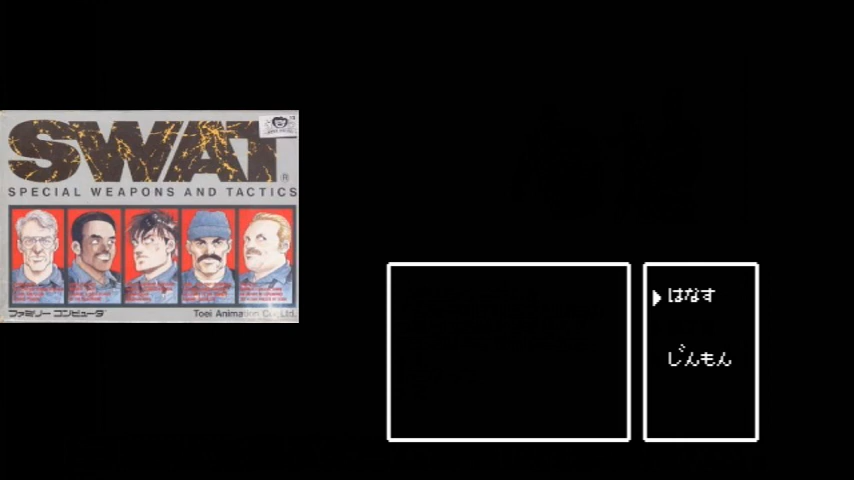 SWAT
®
SPECIAL WEAPONS AND TACTICS
ファミリー コンピュータ
Toei Animation Co., Ltd.
はなす
じんもん